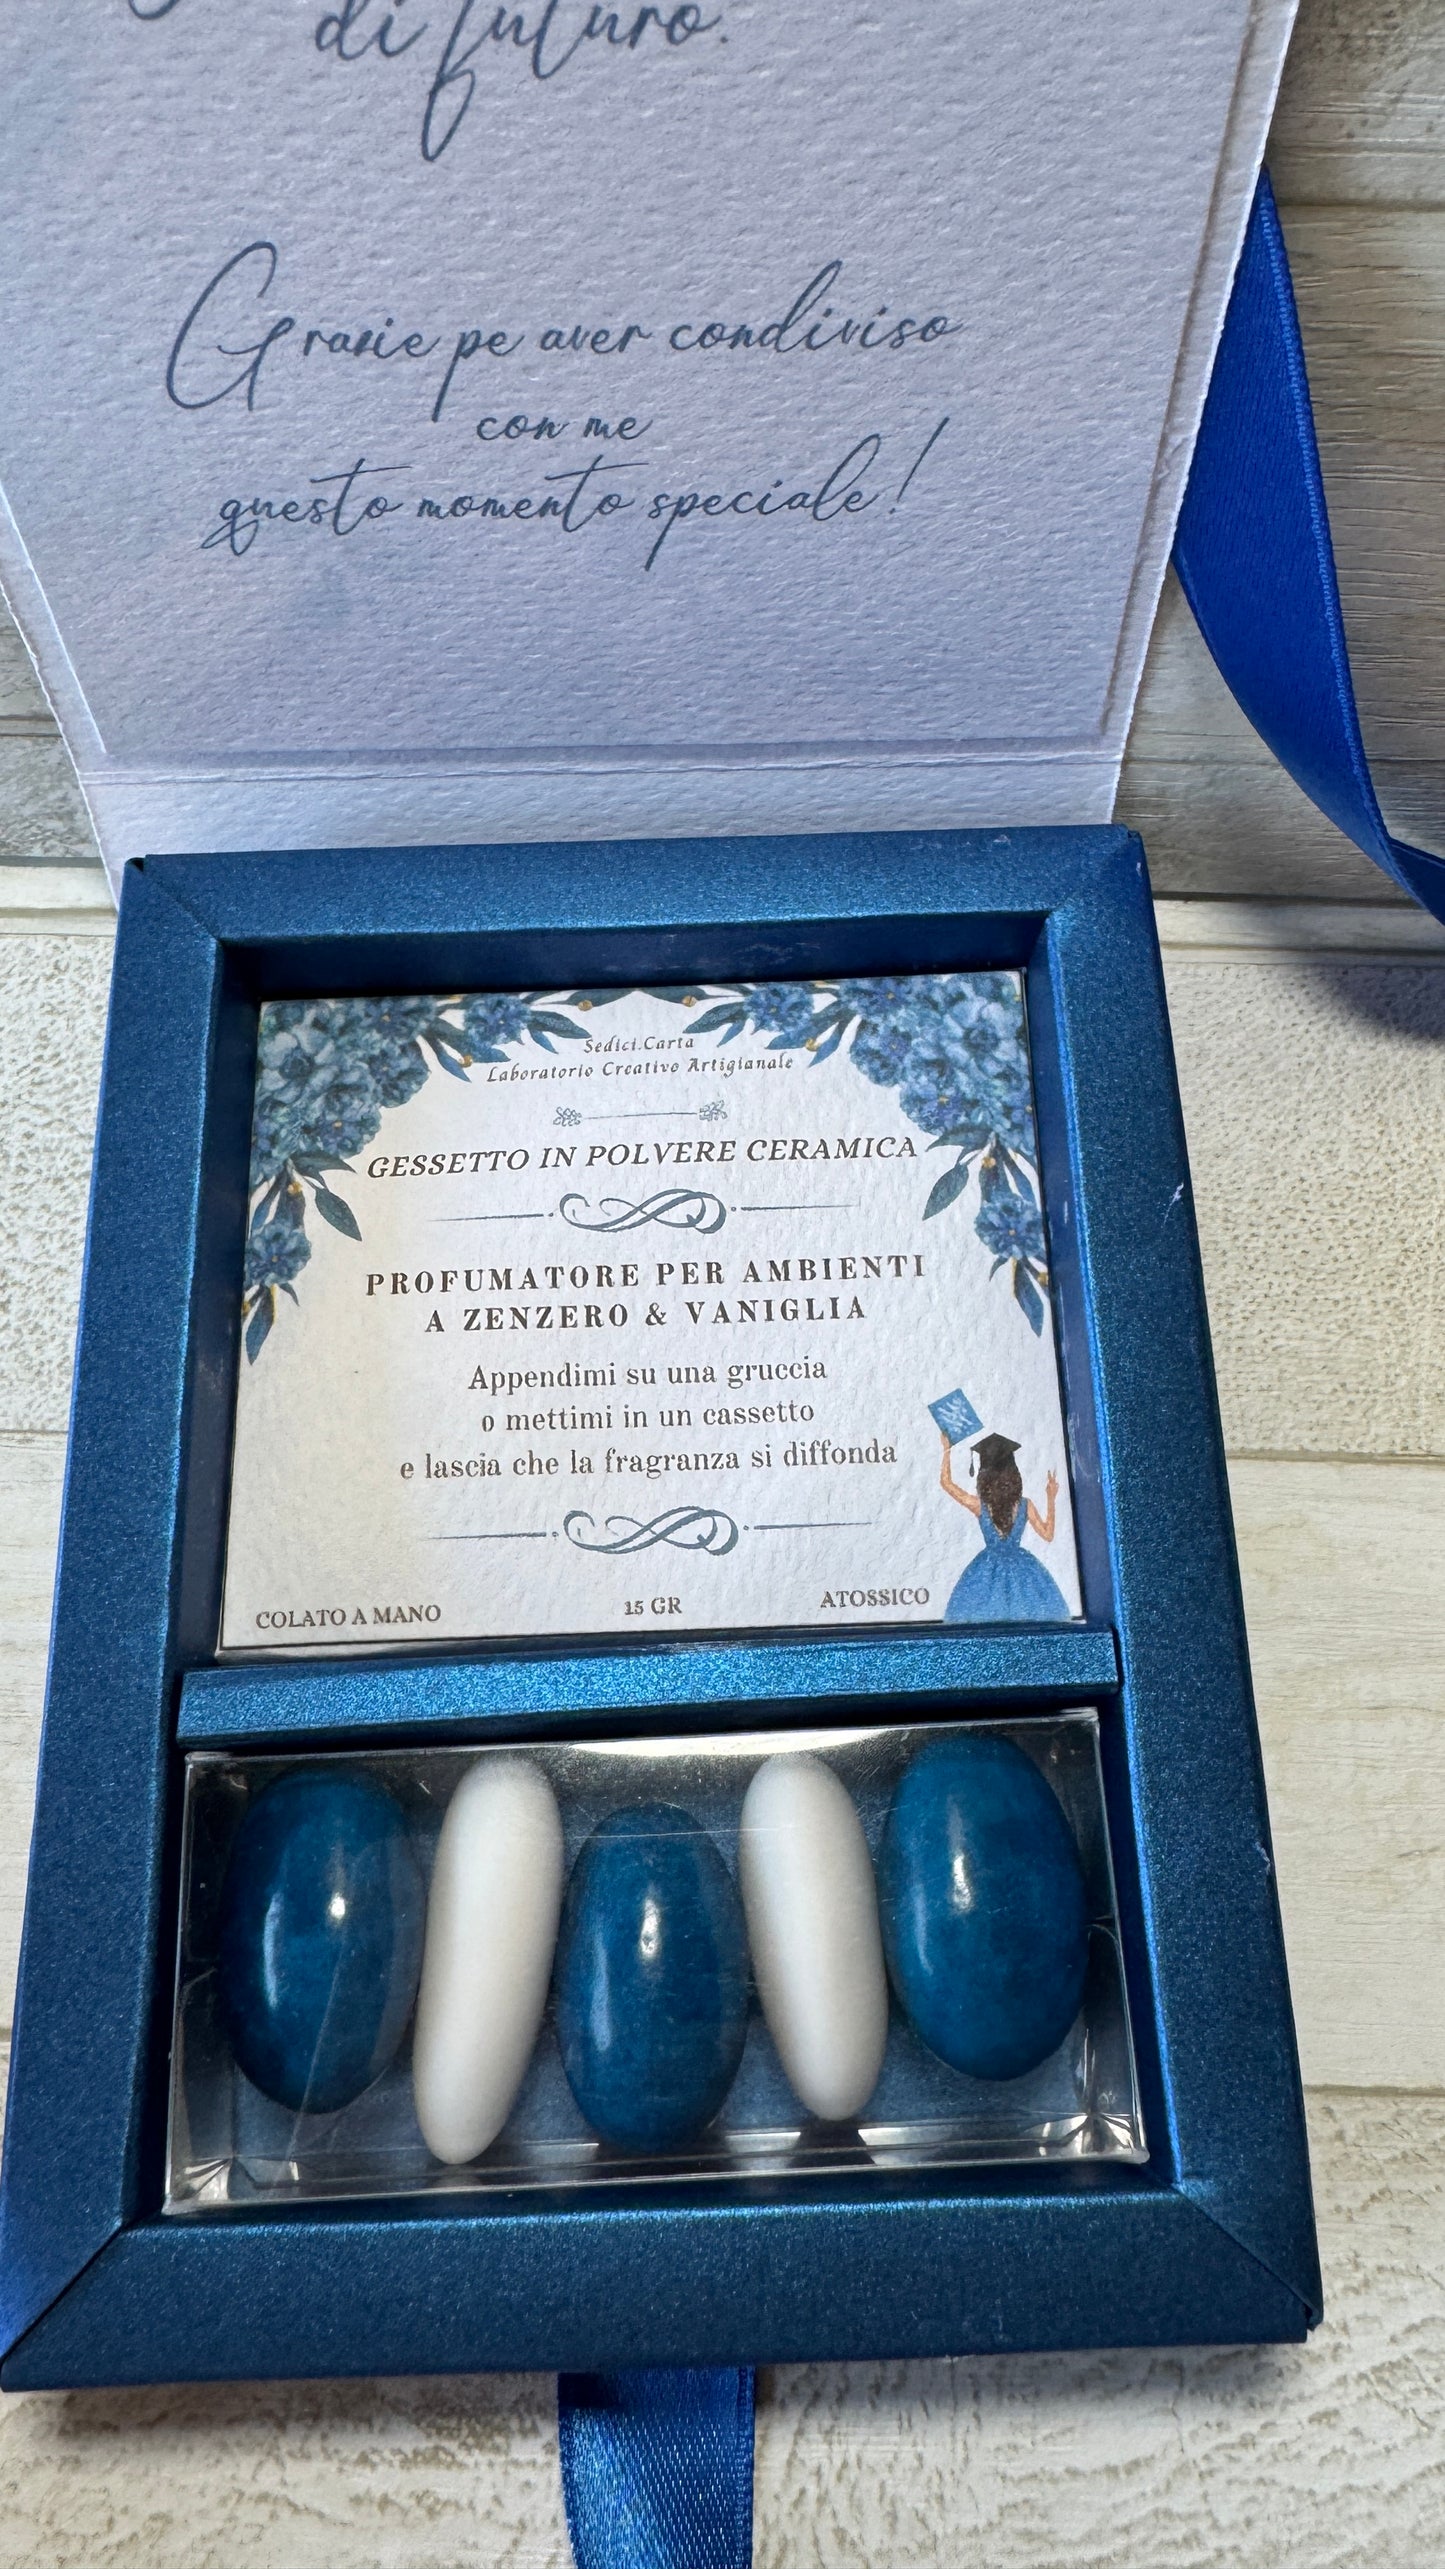 di futuro.
Grazie pe aver condiviso
con me
questo momento speciale!
Sedici.Carta
Laboratorio Creativo Artigianale
GESSETTO IN POLVERE CERAMICA
PROFUMATORE PER AMBIENTI
A ZENZERO & VANIGLIA
Appendimi su una gruccia
o mettimi in un cassetto
e lascia che la fragranza si diffonda
COLATO A MANO 15 GR ATOSSICO